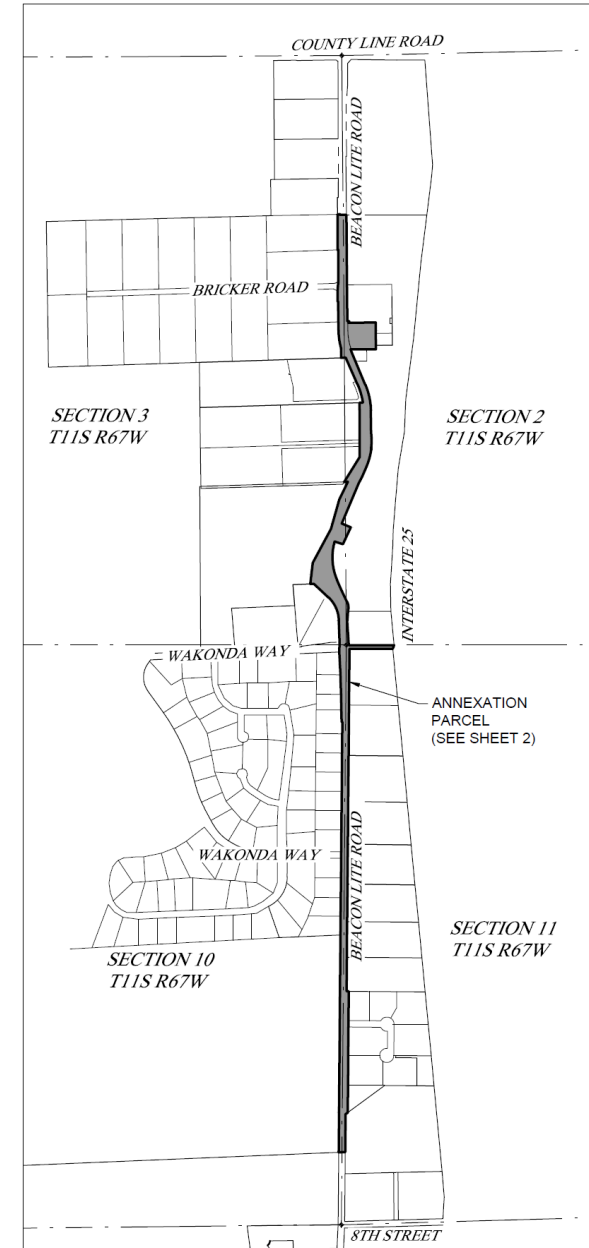 COUNTY LINE ROAD
BEACON LITE ROAD
BRICKER ROAD
SECTION 3
T11S R67W
SECTION 2
T11S R67W
INTERSTATE 25
WAKONDA WAY
ANNEXATION
PARCEL
(SEE SHEET 2)
WAKONDA WAY
BEACON LITE ROAD
SECTION 10
T11S R67W
SECTION 11
T11S R67W
8TH STREET